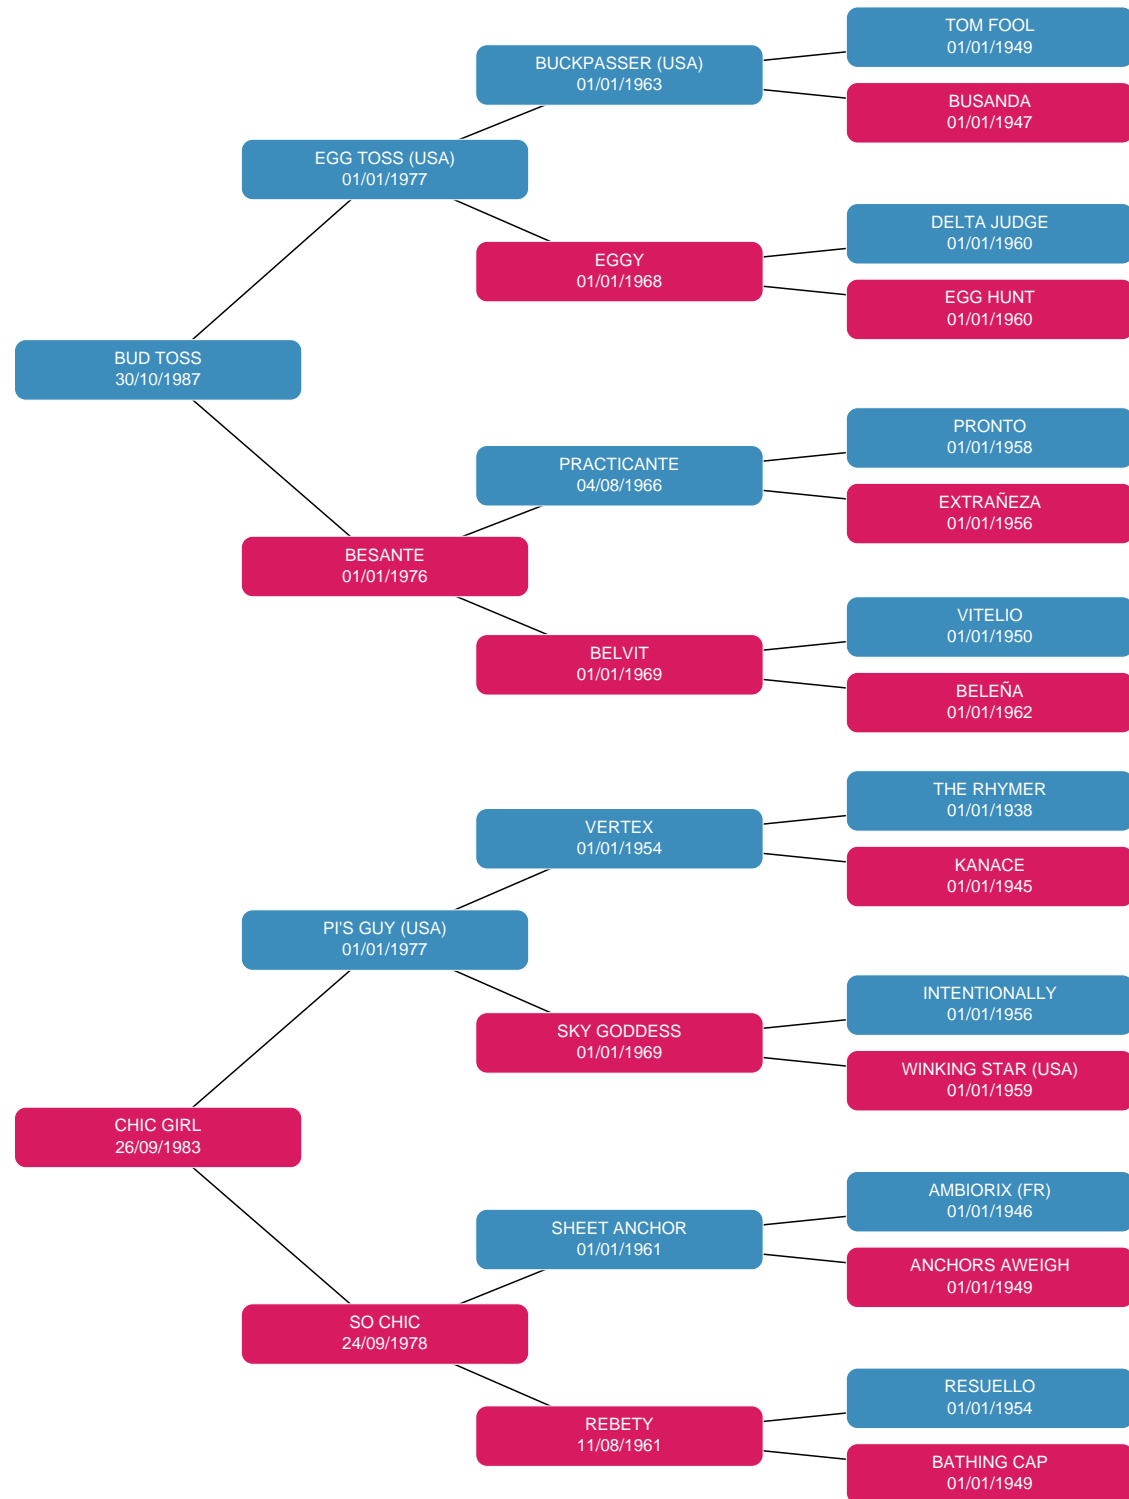 TOM FOOL
01/01/1949
BUCKPASSER (USA)
01/01/1963
BUSANDA
01/01/1947
EGG TOSS (USA)
01/01/1977
DELTA JUDGE
01/01/1960
EGGY
01/01/1968
EGG HUNT
01/01/1960
BUD TOSS
30/10/1987
PRONTO
01/01/1958
PRACTICANTE
04/08/1966
EXTRAÑEZA
01/01/1956
BESANTE
01/01/1976
VITELIO
01/01/1950
BELVIT
01/01/1969
BELEÑA
01/01/1962
THE RHYMER
01/01/1938
VERTEX
01/01/1954
KANACE
01/01/1945
PI'S GUY (USA)
01/01/1977
INTENTIONALLY
01/01/1956
SKY GODDESS
01/01/1969
WINKING STAR (USA)
01/01/1959
CHIC GIRL
26/09/1983
AMBIORIX (FR)
01/01/1946
SHEET ANCHOR
01/01/1961
ANCHORS AWEIGH
01/01/1949
SO CHIC
24/09/1978
RESUELLO
01/01/1954
REBETY
11/08/1961
BATHING CAP
01/01/1949